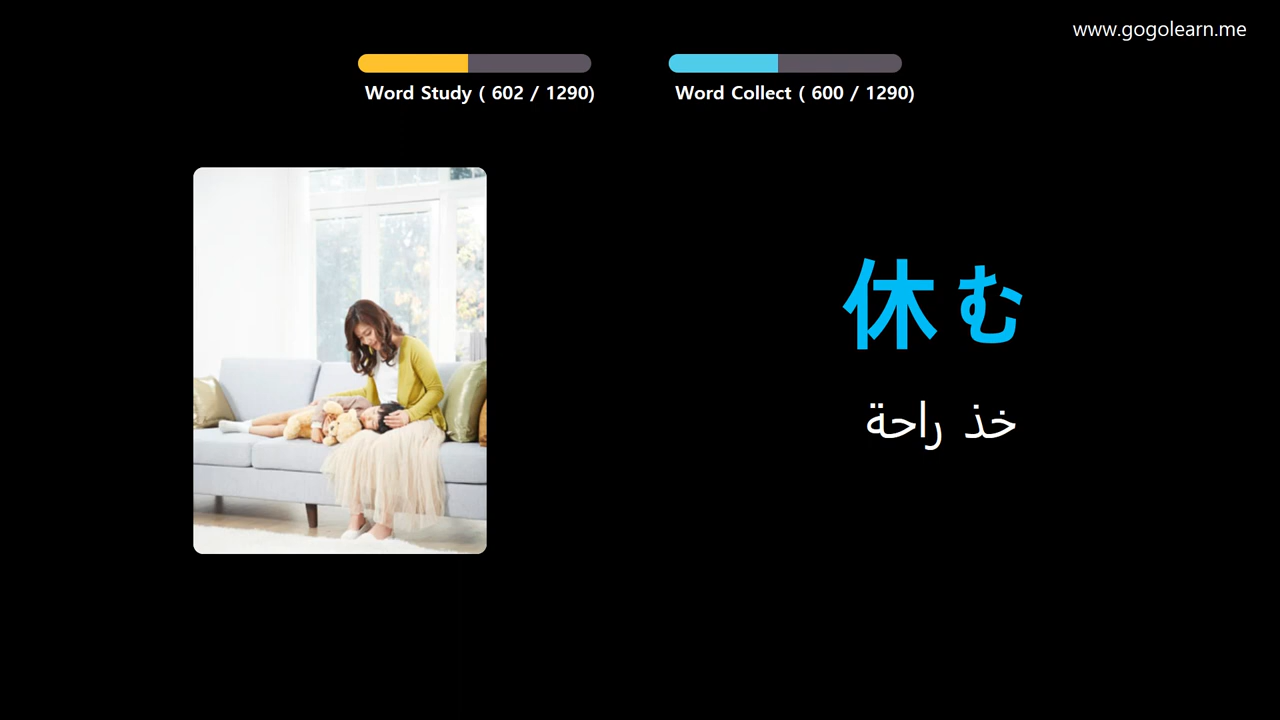 www.gogolearn.me
Word Study ( 602 / 1290)
Word Collect ( 600 / 1290)
休む
خذ راحة